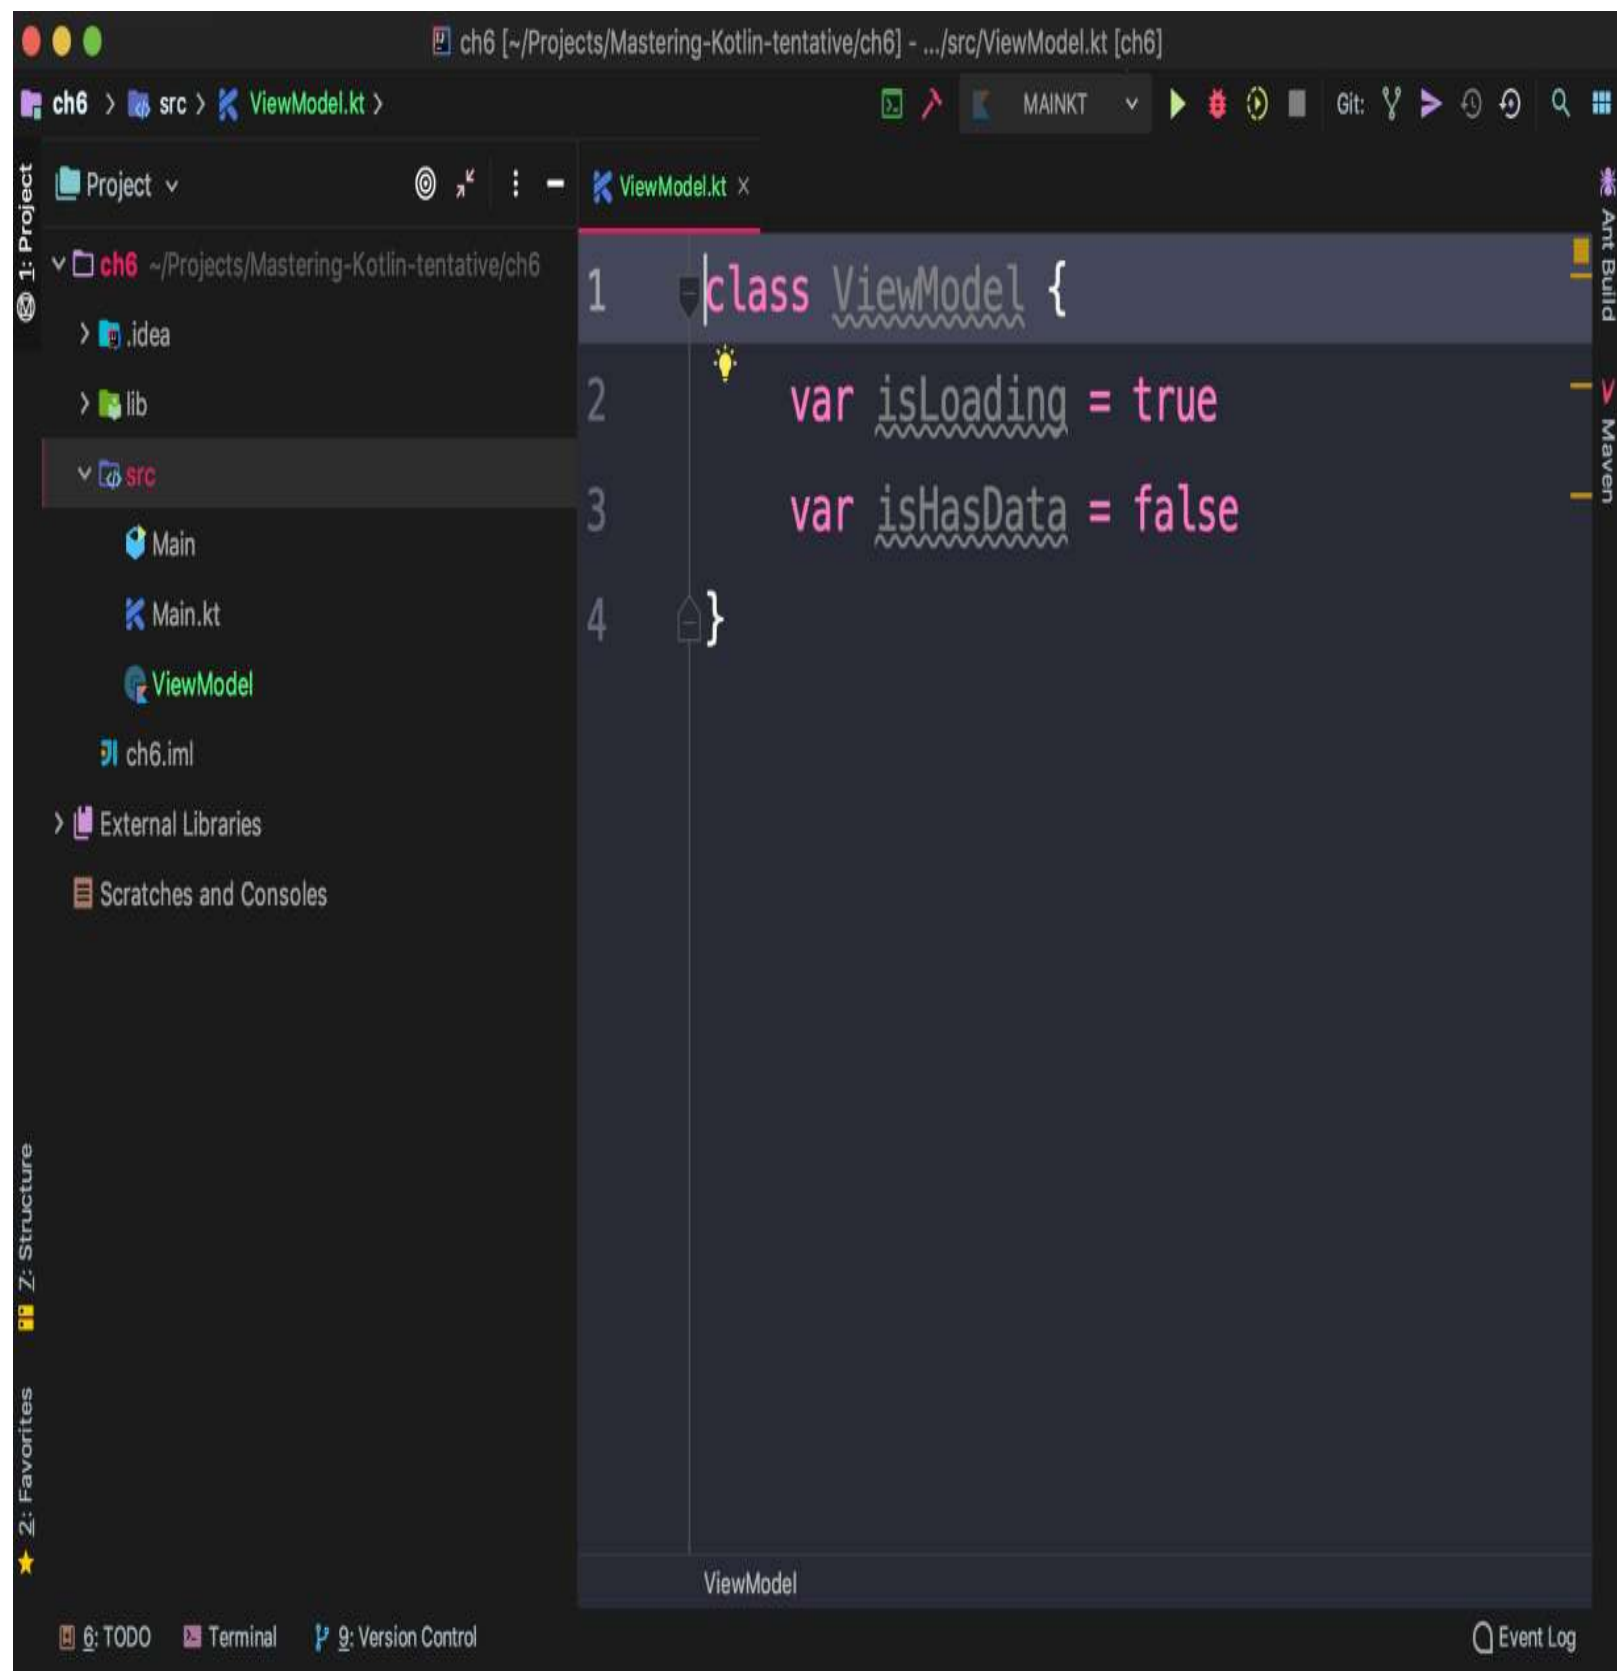 ch6 [~/Projects/Mastering-Kotlin-tentative/ch6] - .../src/ViewModel.kt [ch6]
ch6 > src > ViewModel.kt >
MAINKT
Git:
1: Project
Project
ch6 ~/Projects/Mastering-Kotlin-tentative/ch6
.idea
lib
src
Main
Main.kt
ViewModel
ch6.iml
External Libraries
Scratches and Consoles
Z: Structure
2: Favorites
ViewModel.kt ×
1 class ViewModel {
2 var isLoading = true
3 var isHasData = false
4 }
ViewModel
Ant Build
Maven
6: TODO
Terminal
9: Version Control
Event Log